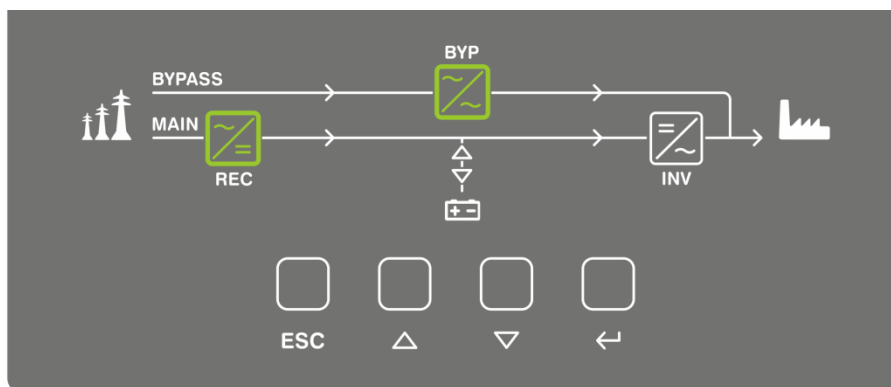 BYP
BYPASS
MAIN
REC
INV
ESC